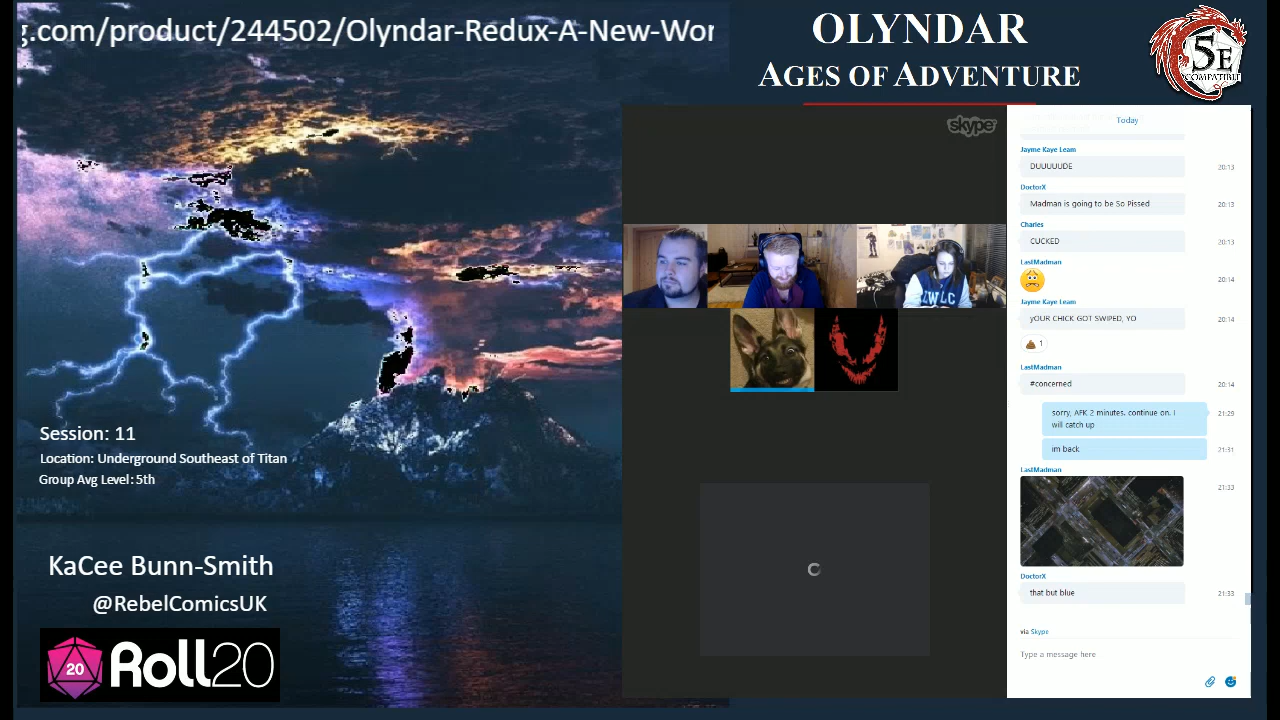 g.com/product/244502/Olyndar-Redux-A-New-Wor
OLYNDAR
AGES OF ADVENTURE
5E
COMPATIBLE
skype
Today
Jayme Kaye Leam
DUUUUUDE
20:13
DoctorX
Madman is going to be So Pissed
20:13
Charles
CUCKED
20:13
LastMadman
20:14
Jayme Kaye Leam
yOUR CHICK GOT SWIPED, YO
20:14
1
LastMadman
#concerned
20:14
sorry, AFK 2 minutes. continue on. I
will catch up
21:29
im back
21:31
LastMadman
21:33
DoctorX
that but blue
21:33
via Skype
Type a message here
Session: 11
Location: Underground Southeast of Titan
Group Avg Level: 5th
KaCee Bunn-Smith
@RebelComicsUK
20
Roll20